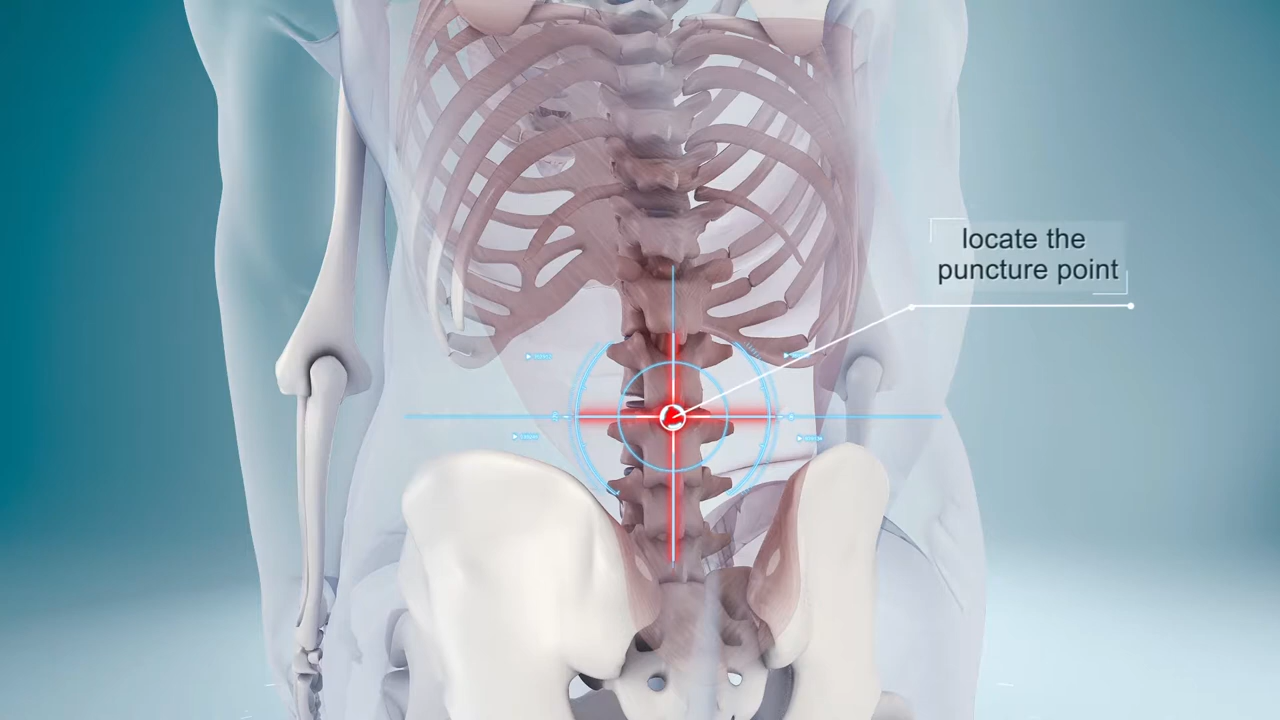 locate the
puncture point